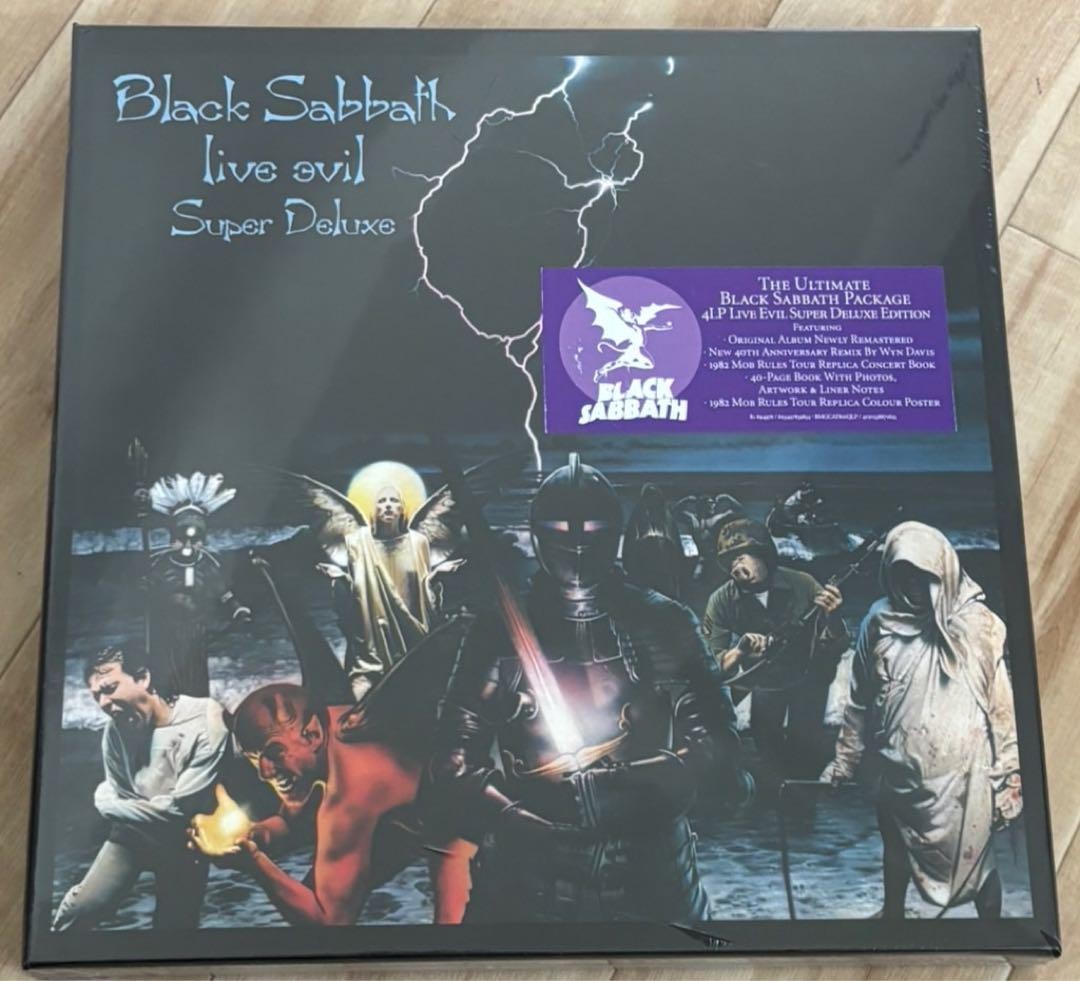 Black Sabbath
live evil
Super Deluxe
The Ultimate
Black Sabbath Package
4LP Live Evil Super Deluxe Edition
Featuring
· Original Album Newly Remastered
· New 40th Anniversary Remix By Wyn Davis
· 1982 Mob Rules Tour Replica Concert Book
· 40-Page Book With Photos,
Artwork & Liner Notes
· 1982 Mob Rules Tour Replica Colour Poster
BLACK
SABBATH